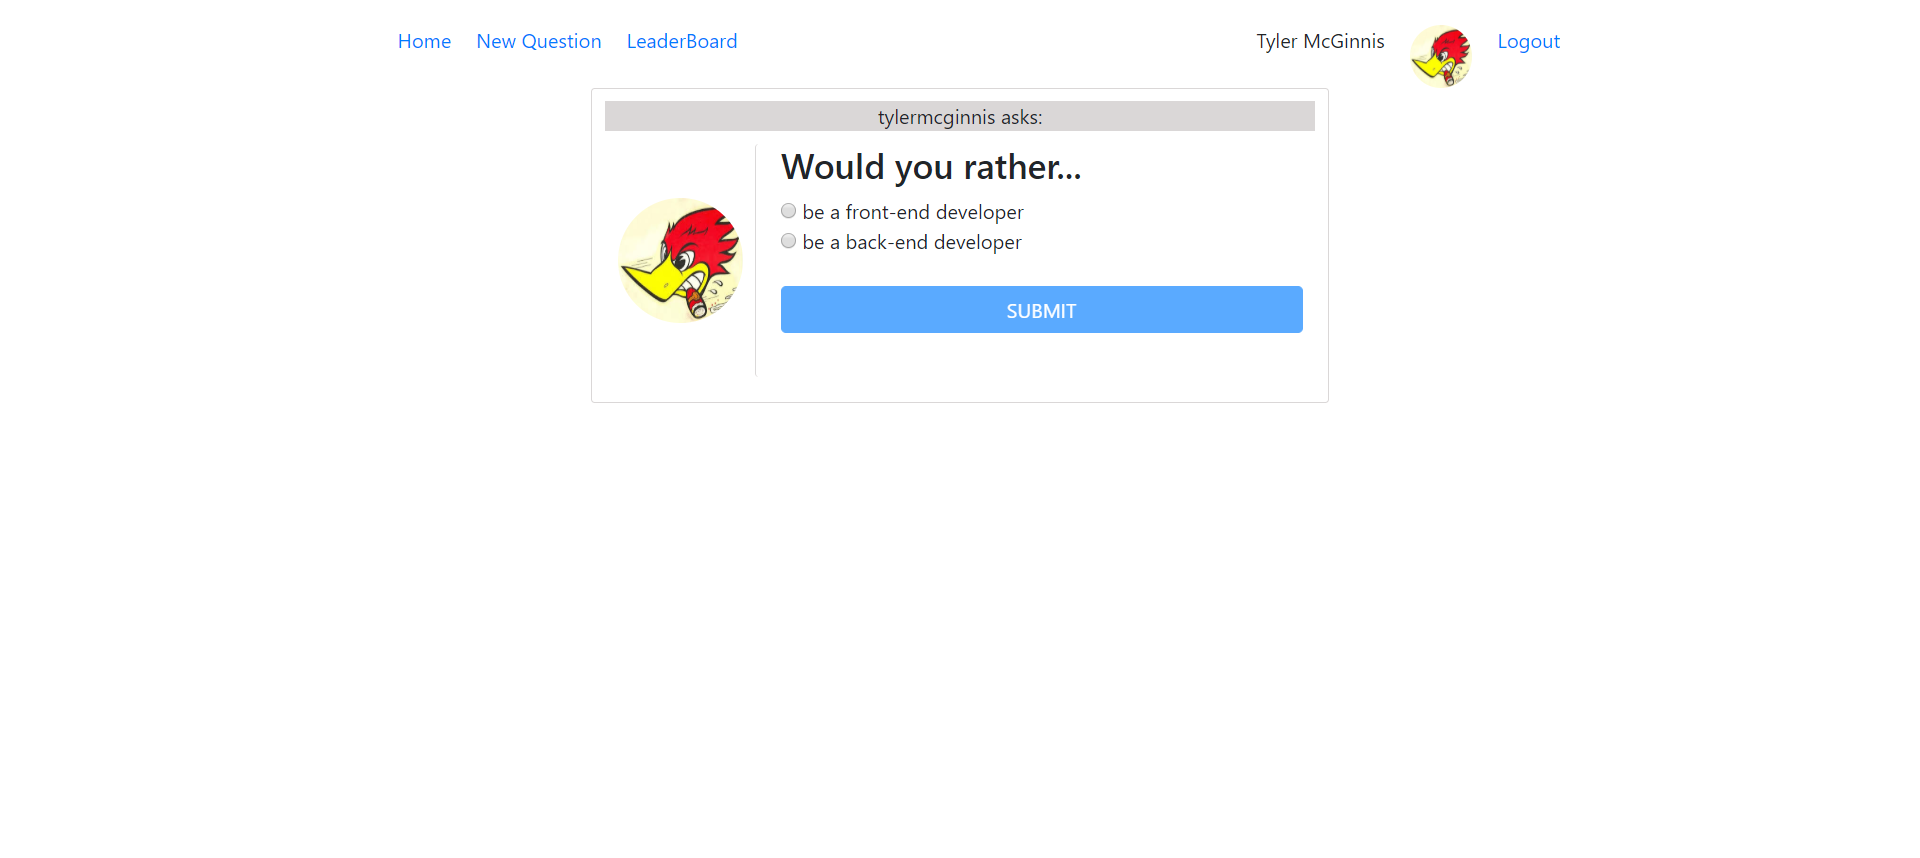 Home New Question LeaderBoard Tyler McGinnis Logout
tylermcginnis asks:
Would you rather...
be a front-end developer
be a back-end developer
SUBMIT